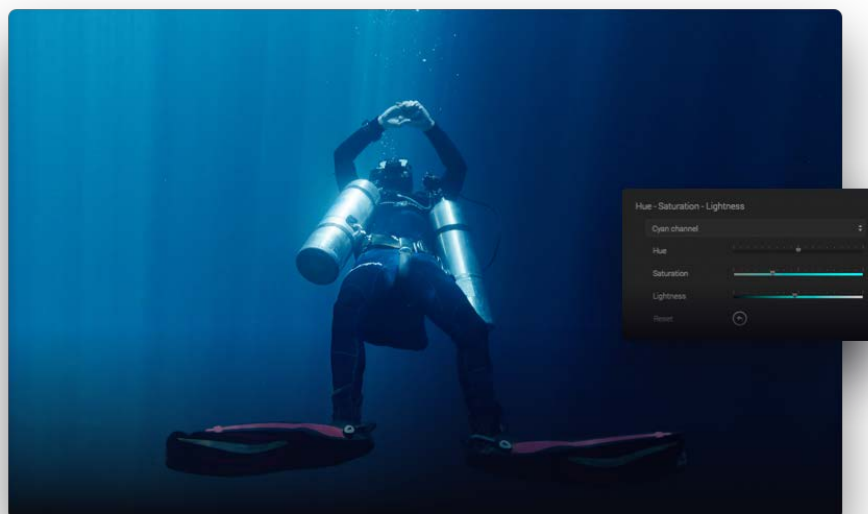 Hue - Saturation - Lightness
Cyan channel
Hue
Saturation
Lightness
Reset